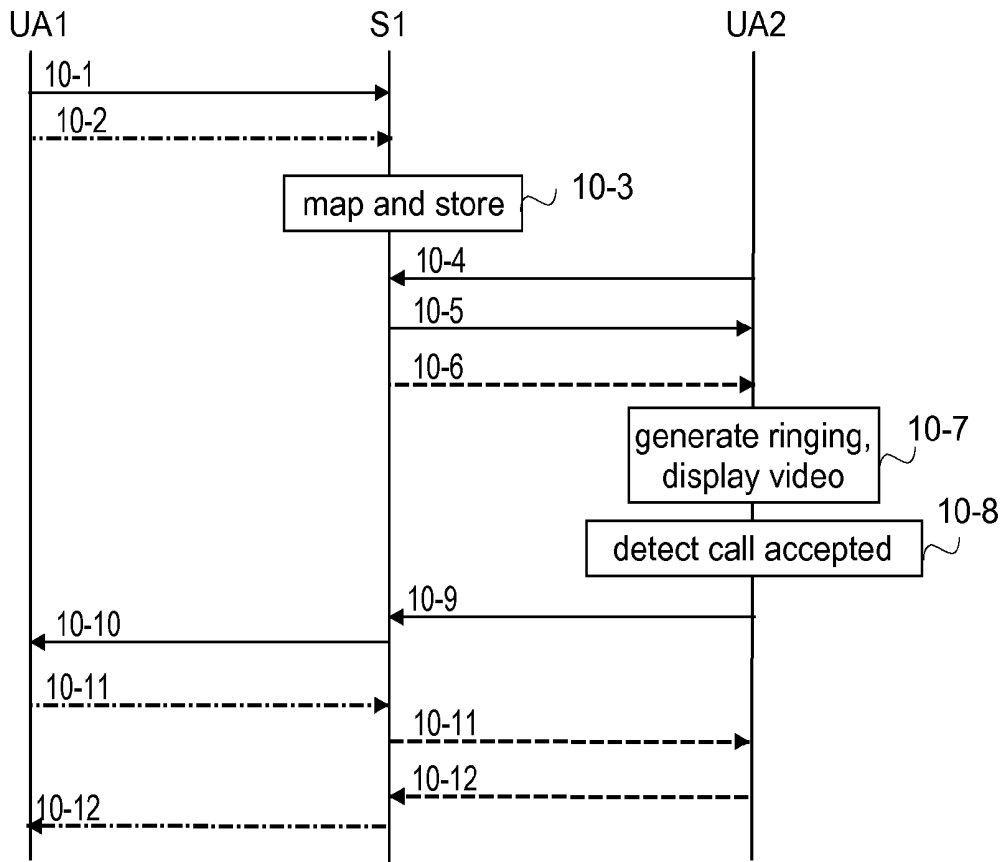 UA1
S1
UA2
10-1
10-2
map and store
10-3
10-4
10-5
10-6
generate ringing,
display video
10-7
detect call accepted
10-8
10-9
10-10
10-11
10-11
10-12
10-12